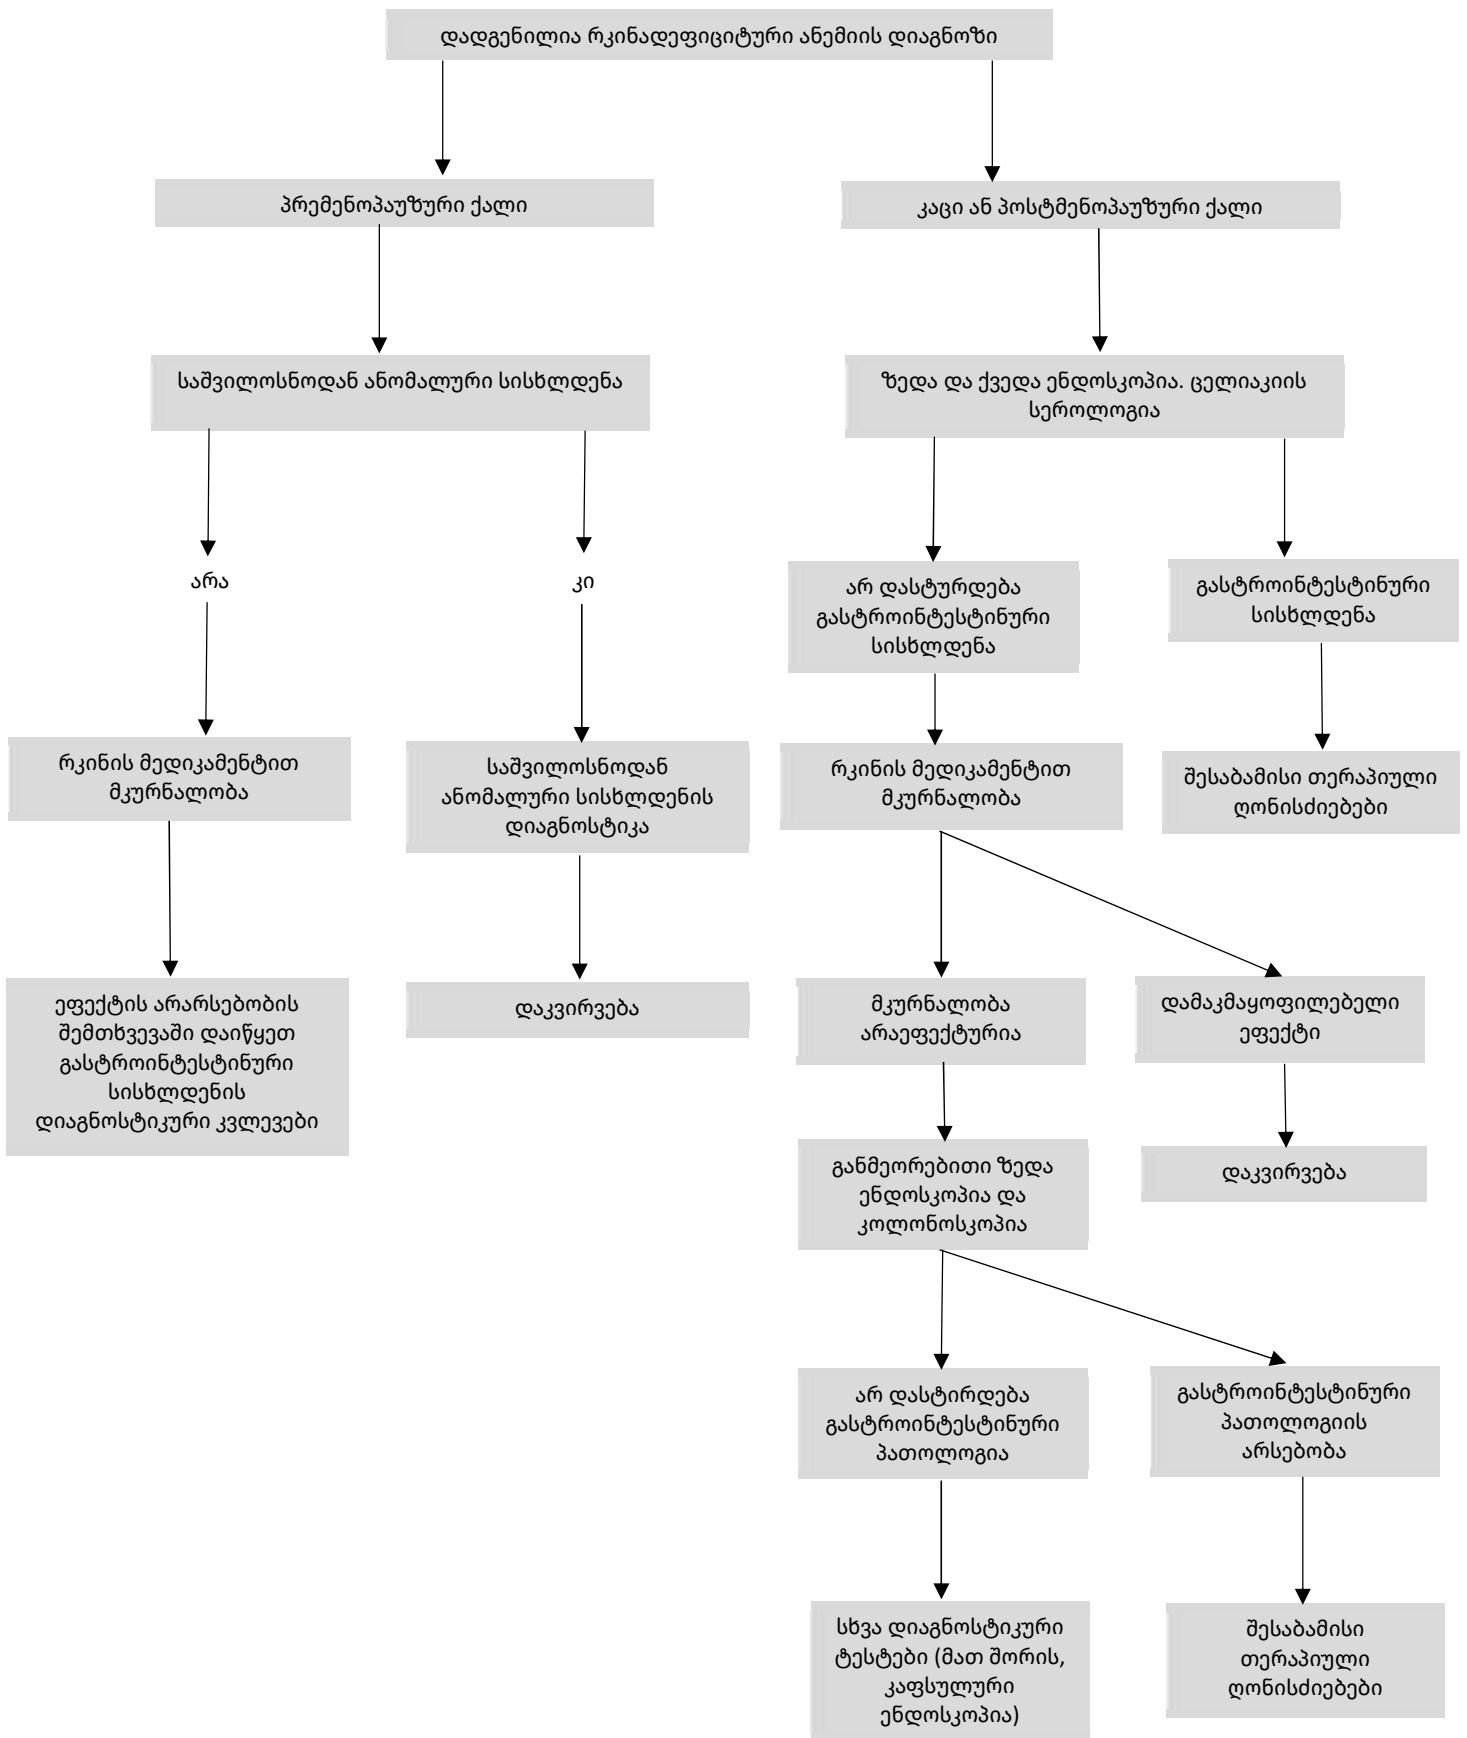 დადგენილია რკინადეფიციტური ანემიის დიაგნოზი
პრემენოპაუზური ქალი
კაცი ან პოსტმენოპაუზური ქალი
საშვილოსნოდან ანომალური სისხლდენა
ზედა და ქვედა ენდოსკოპია. ცელიაკიის
სეროლოგია
არა
კი
არ დასტურდება
გასტროინტესტინური
სისხლდენა
გასტროინტესტინური
სისხლდენა
რკინის მედიკამენტით
მკურნალობა
საშვილოსნოდან
ანომალური სისხლდენის
დიაგნოსტიკა
რკინის მედიკამენტით
მკურნალობა
შესაბამისი თერაპიული
ღონისძიებები
ეფექტის არარსებობის
შემთხვევაში დაიწყეთ
გასტროინტესტინური
სისხლდენის
დიაგნოსტიკური კვლევები
დაკვირვება
მკურნალობა
არაეფექტურია
დამაკმაყოფილებელი
ეფექტი
განმეორებითი ზედა
ენდოსკოპია და
კოლონოსკოპია
დაკვირვება
არ დასტირდება
გასტროინტესტინური
პათოლოგია
გასტროინტესტინური
პათოლოგიის
არსებობა
სხვა დიაგნოსტიკური
ტესტები (მათ შორის,
კაფსულური
ენდოსკოპია)
შესაბამისი
თერაპიული
ღონისძიებები